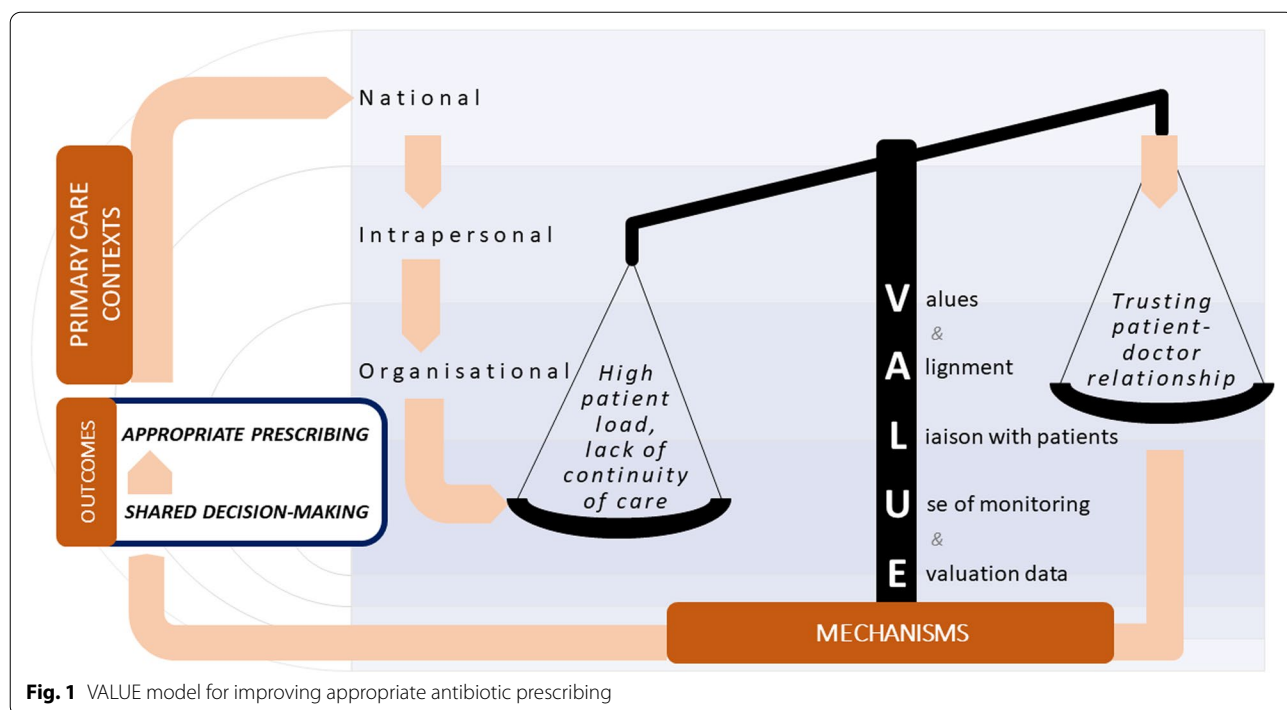 PRIMARY CARE
CONTEXTS
National
Intrapersonal
Organisational
OUTCOMES
APPROPRIATE PRESCRIBING
SHARED DECISION-MAKING
High
patient
load,
lack of
continuity
of care
V alues
&
A lignment
L iaison with patients
U se of monitoring
&
E valuation data
Trusting
patient-
doctor
relationship
MECHANISMS
Fig. 1 VALUE model for improving appropriate antibiotic prescribing